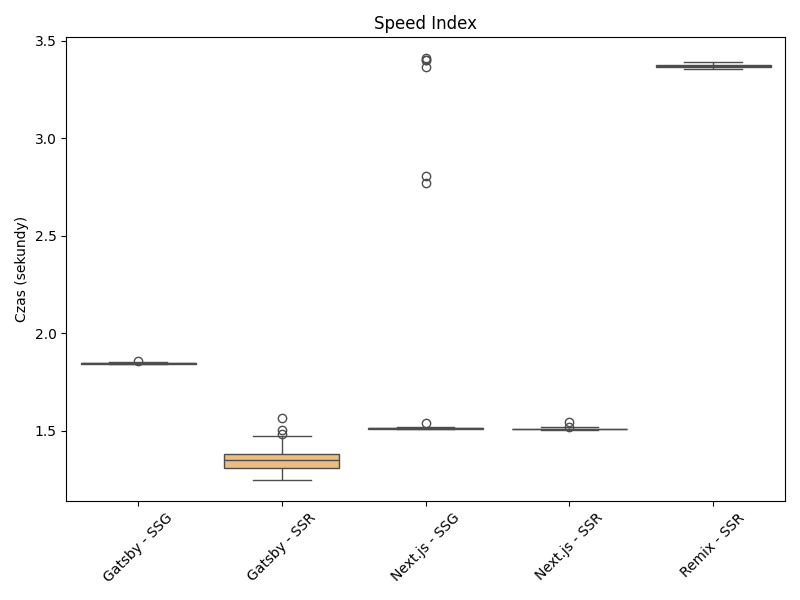 Speed Index
Czas (sekundy)
3.5
3.0
2.5
2.0
1.5
Gatsby - SSG
Gatsby - SSR
Next.js - SSG
Next.js - SSR
Remix - SSR